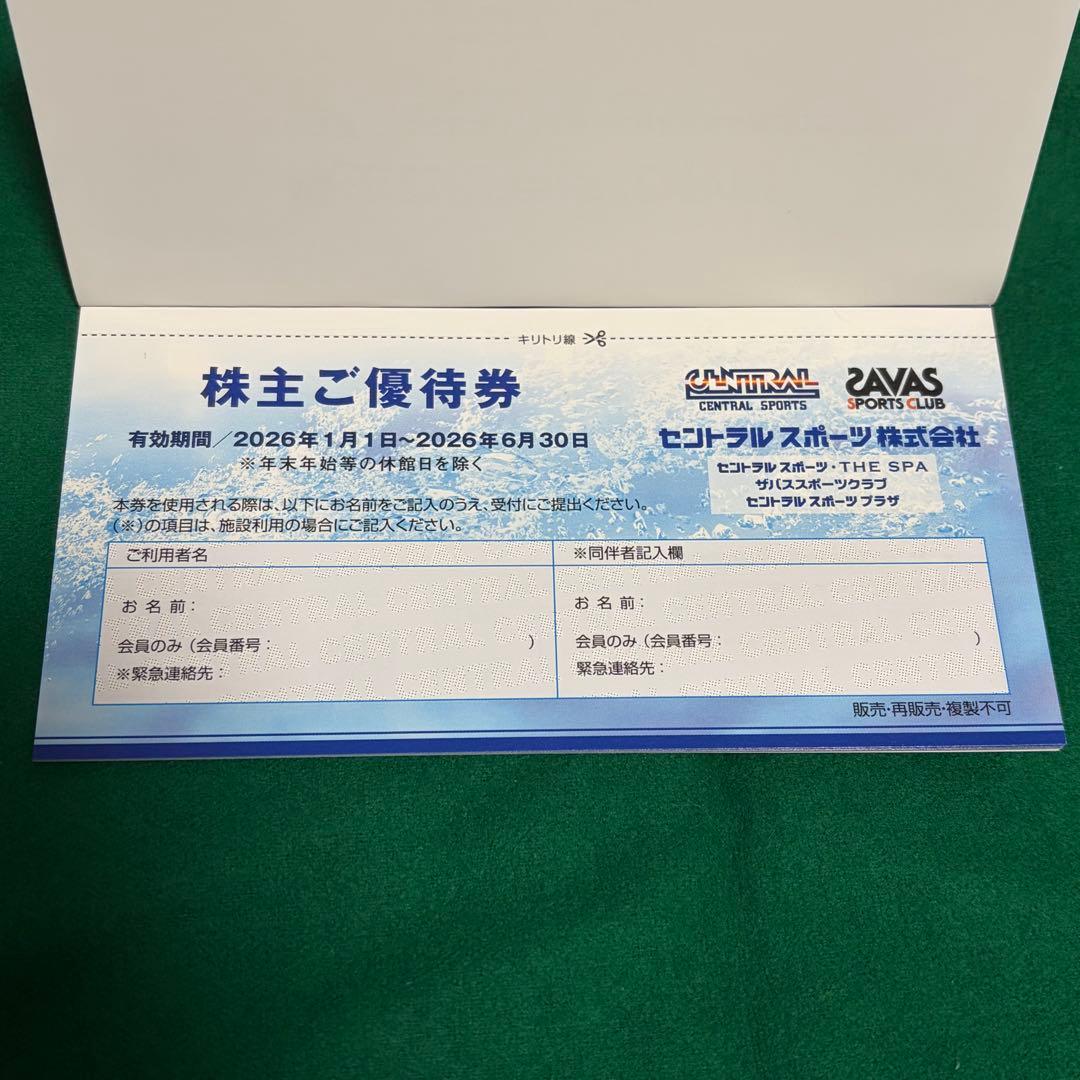 キリトリ線
株主ご優待券
有効期間／2026年1月1日~2026年6月30日
※年末年始等の休館日を除く
CENTRAL
CENTRAL SPORTS
SAVAS
SPORTS CLUB
セントラルスポーツ株式会社
セントラルスポーツ・THE SPA
ザバススポーツクラブ
セントラルスポーツプラザ
本券を使用される際は、以下にお名前をご記入のうえ、受付にご提出ください。
（※）の項目は、施設利用の場合にご記入ください。
ご利用者名
お 名 前：
会員のみ（会員番号： ）
※緊急連絡先：
※同伴者記入欄
お 名 前：
会員のみ（会員番号： ）
緊急連絡先：
CENTRAL CENTRAL CENTRAL
販売・再販売・複製不可